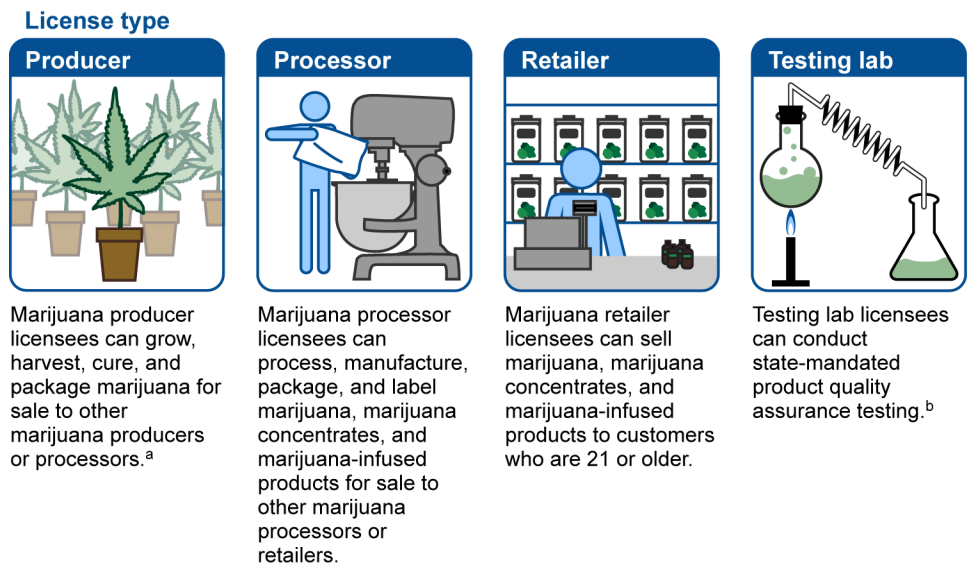 License type
Producer
Marijuana producer
licensees can grow,
harvest, cure, and
package marijuana for
sale to other
marijuana producers
or processors.a
Processor
Marijuana processor
licensees can
process, manufacture,
package, and label
marijuana, marijuana
concentrates, and
marijuana-infused
products for sale to
other marijuana
processors or
retailers.
Retailer
Marijuana retailer
licensees can sell
marijuana, marijuana
concentrates, and
marijuana-infused
products to customers
who are 21 or older.
Testing lab
Testing lab licensees
can conduct
state-mandated
product quality
assurance testing.b